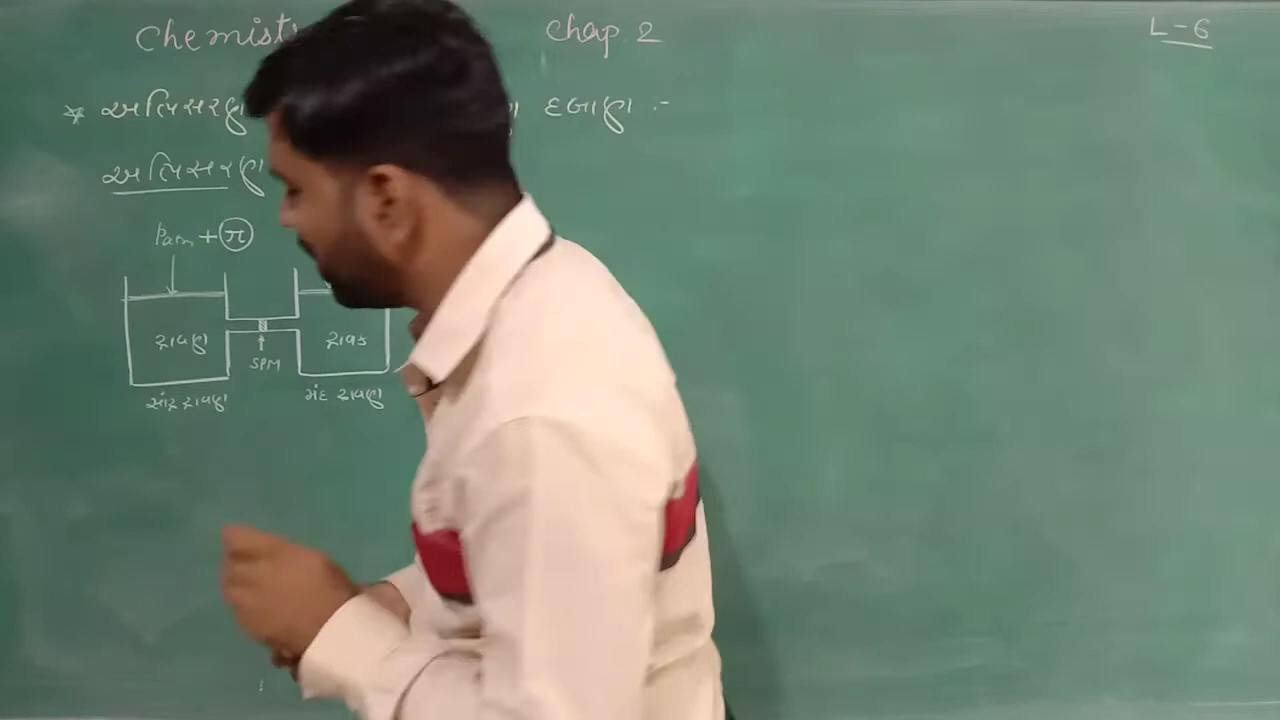 Chemist Chap 2
L-6
* અતિસરણ દબાણ :-
અતિસરણ
Patm + π
દ્રાવણ
દ્રાવક
SPM
સાંદ્ર દ્રાવણ
મંદ દ્રાવણ